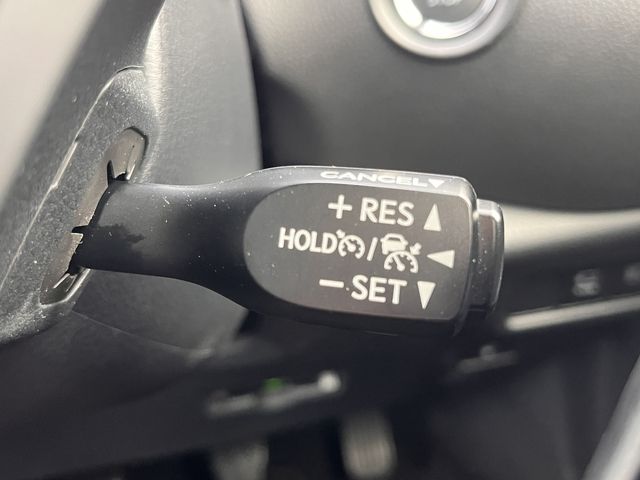 CANCEL▼
+ RES ▲
HOLD / ◀
− SET ▼